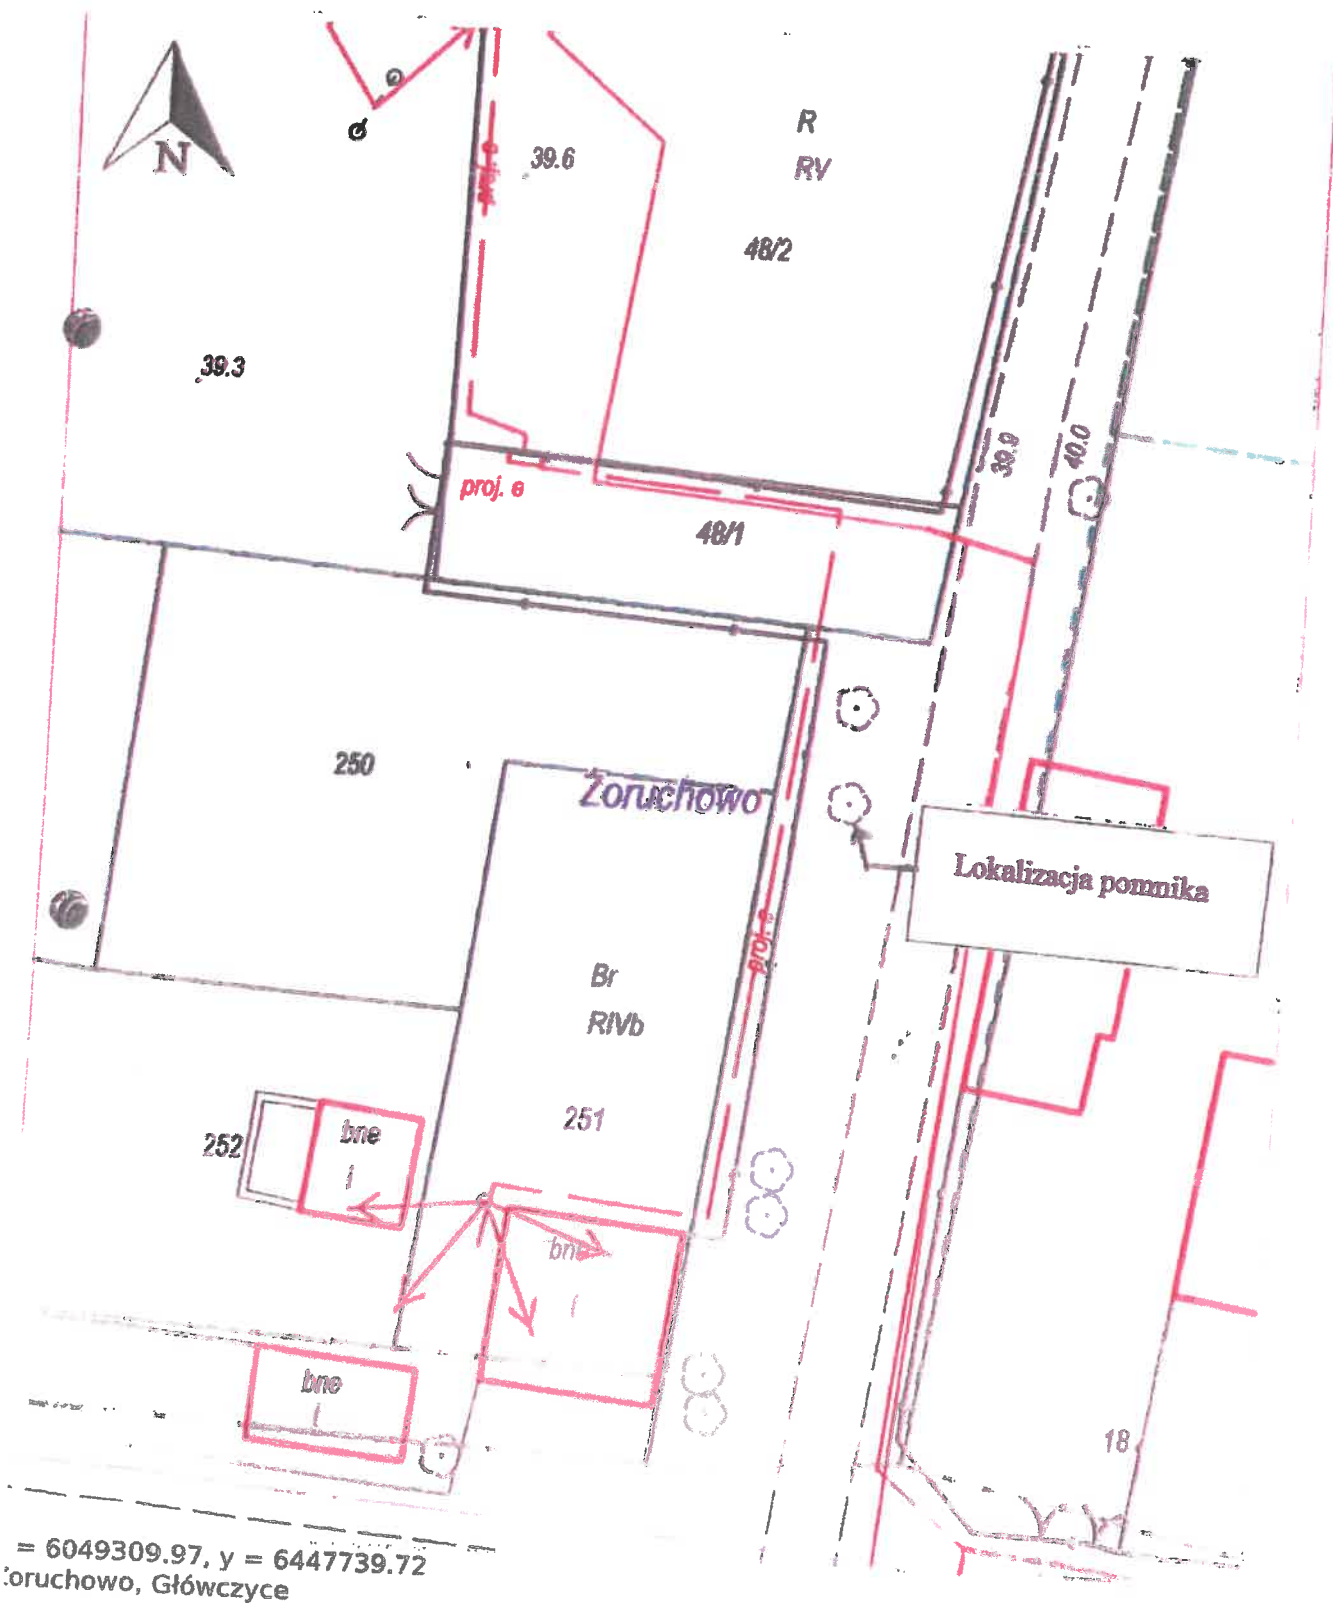 N
proj. e
39.6
R
RV
48/2
39.3
39.9
40.0
proj. e
48/1
250
Żoruchowo
Lokalizacja pomnika
proj. e
Br
RIVb
251
252
bne
i
bne
i
bne
i
18
= 6049309.97, y = 6447739.72
oruchowo, Główczyce